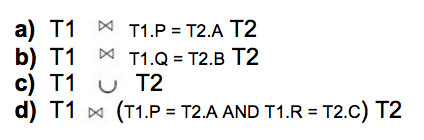 a) T1 ⋈ T1.P = T2.A T2
b) T1 ⋈ T1.Q = T2.B T2
c) T1 ∪ T2
d) T1 ⋈ (T1.P = T2.A AND T1.R = T2.C) T2